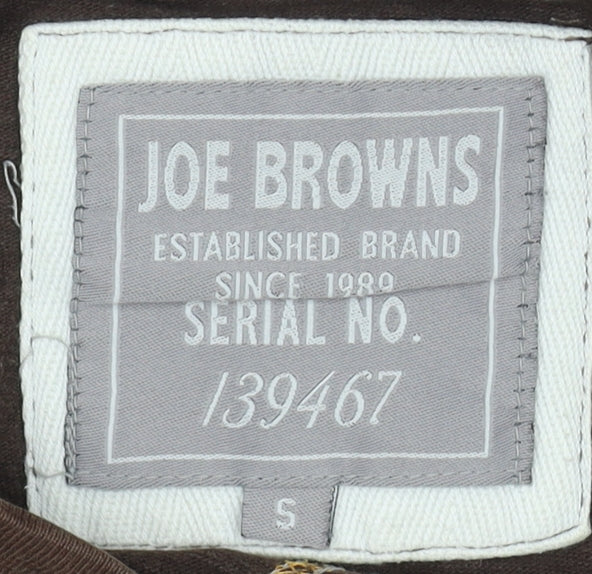 JOE BROWNS
ESTABLISHED BRAND
SINCE 1989
SERIAL NO.
139467
S